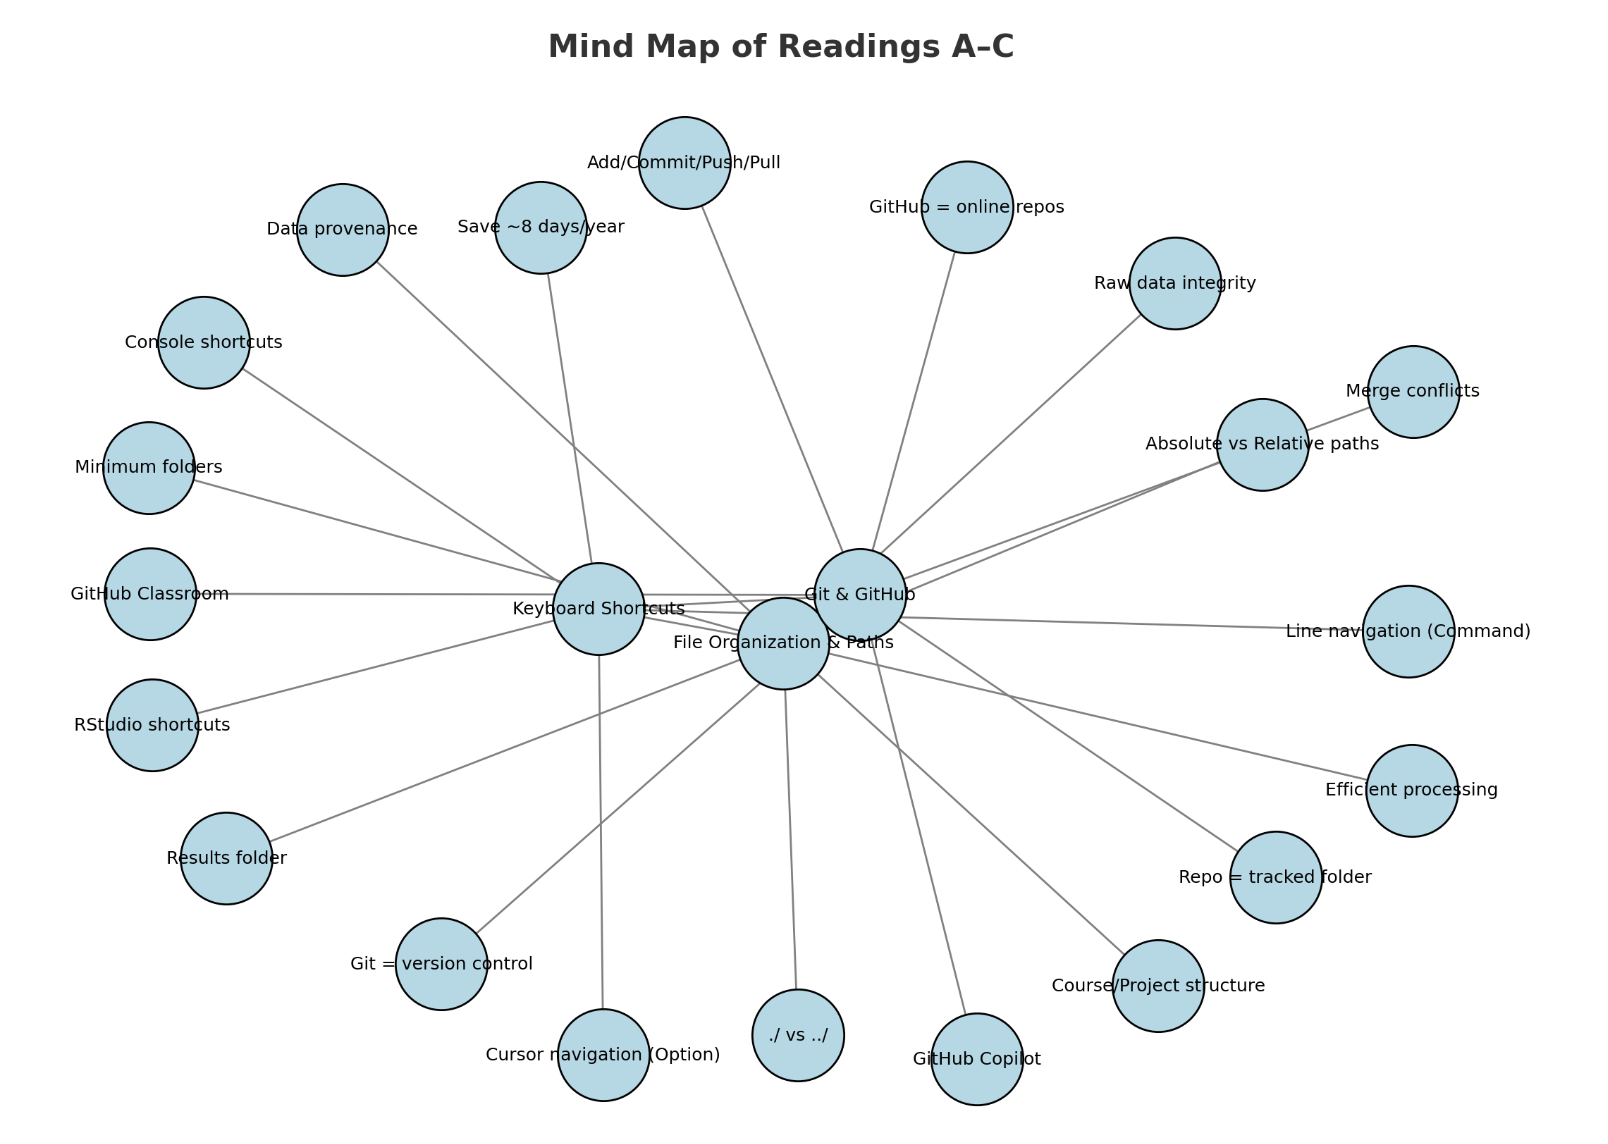 Mind Map of Readings A–C
Add/Commit/Push/Pull
GitHub = online repos
Data provenance
Save ~8 days/year
Raw data integrity
Console shortcuts
Merge conflicts
Absolute vs Relative paths
Minimum folders
GitHub Classroom
Git & GitHub
Keyboard Shortcuts
Line navigation (Command)
File Organization & Paths
RStudio shortcuts
Efficient processing
Results folder
Repo = tracked folder
Git = version control
Course/Project structure
./ vs ../
Cursor navigation (Option)
GitHub Copilot